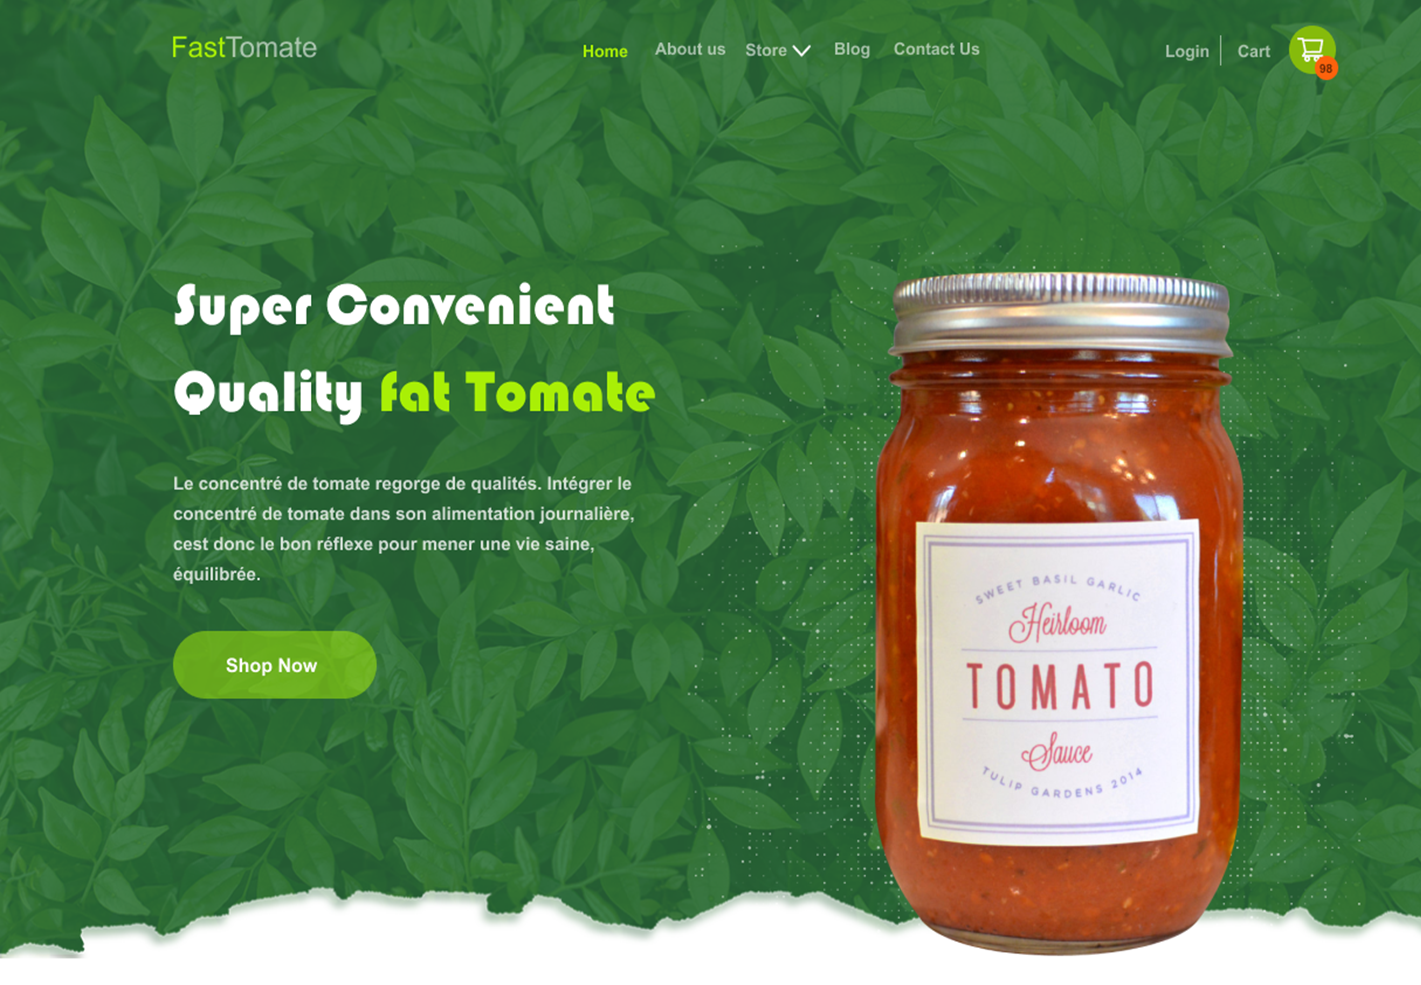 FastTomate
Home About us Store Blog Contact Us
Login Cart
98
Super Convenient
Quality fat Tomate
Le concentré de tomate regorge de qualités. Intégrer le
concentré de tomate dans son alimentation journalière,
cest donc le bon réflexe pour mener une vie saine,
équilibrée.
Shop Now
SWEET BASIL GARLIC
Heirloom
TOMATO
Sauce
TULIP GARDENS 2014